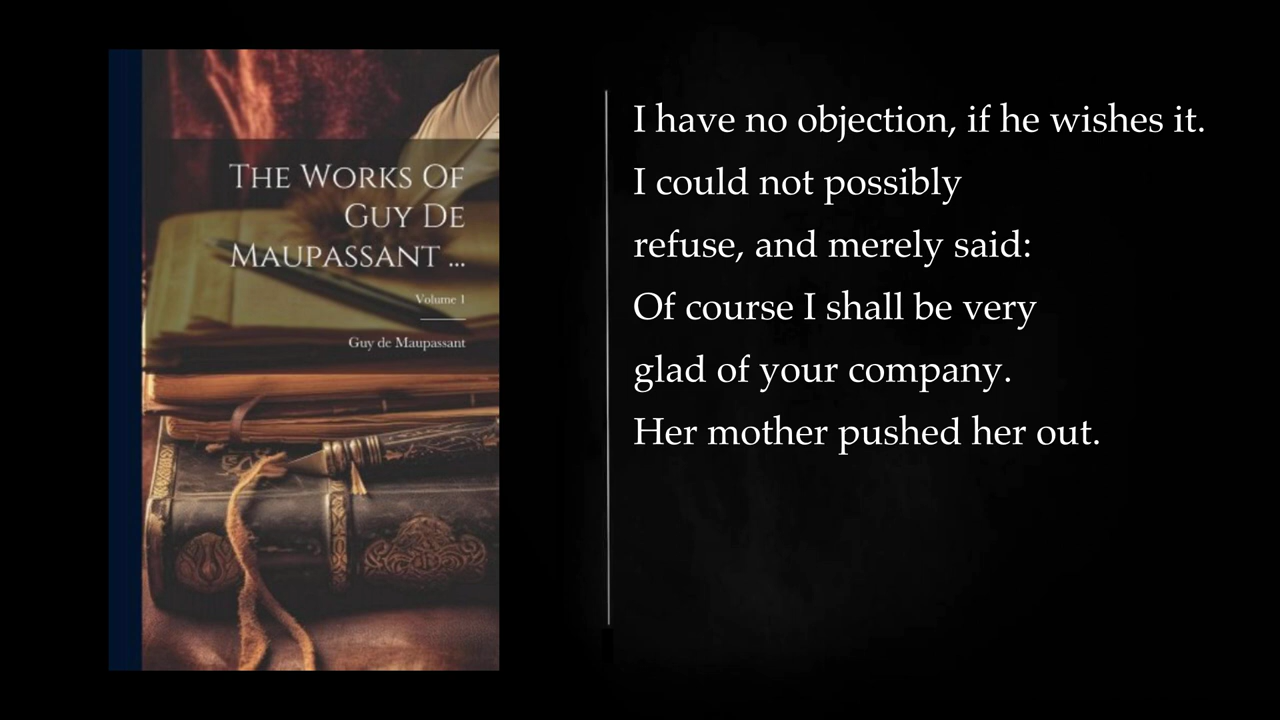 The Works Of
Guy De
Maupassant ...
Volume 1
Guy de Maupassant
I have no objection, if he wishes it.
I could not possibly
refuse, and merely said:
Of course I shall be very
glad of your company.
Her mother pushed her out.